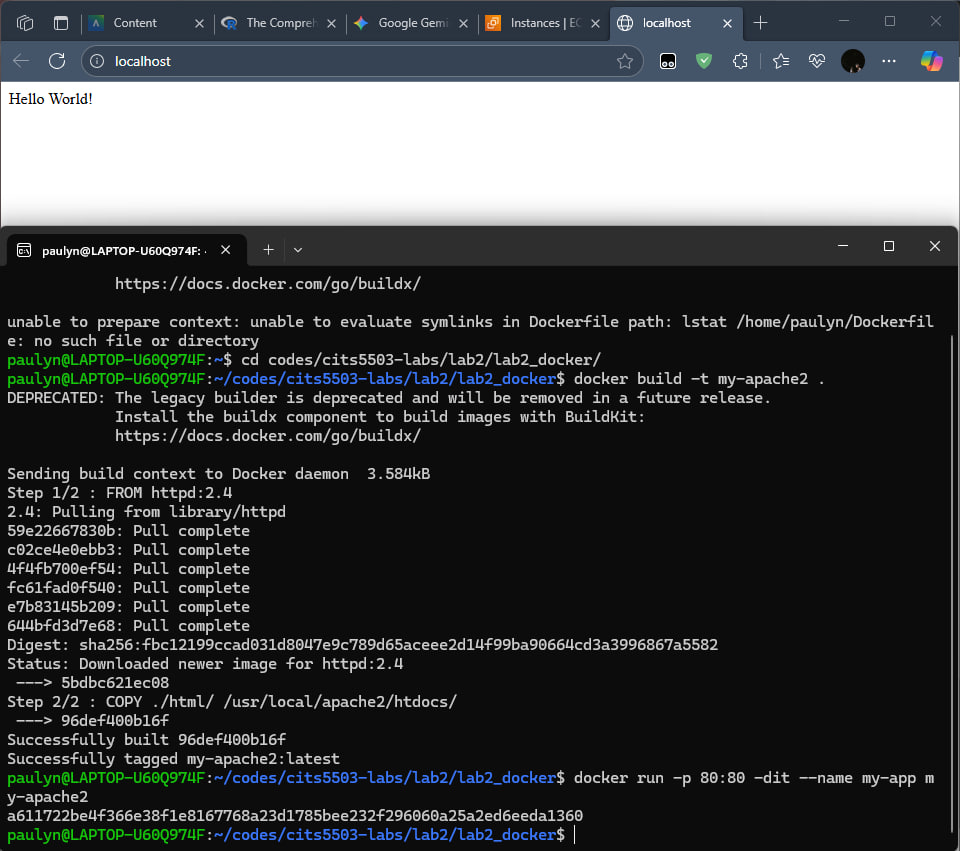 Content
The Compreh
Google Gemi
Instances | EC
localhost
localhost
Hello World!
paulyn@LAPTOP-U60Q974F: -
https://docs.docker.com/go/buildx/
unable to prepare context: unable to evaluate symlinks in Dockerfile path: lstat /home/paulyn/Dockerfil
e: no such file or directory
paulyn@LAPTOP-U60Q974F:~$ cd codes/cits5503-labs/lab2/lab2_docker/
paulyn@LAPTOP-U60Q974F:~/codes/cits5503-labs/lab2/lab2_docker$ docker build -t my-apache2 .
DEPRECATED: The legacy builder is deprecated and will be removed in a future release.
Install the buildx component to build images with BuildKit:
https://docs.docker.com/go/buildx/
Sending build context to Docker daemon  3.584kB
Step 1/2 : FROM httpd:2.4
2.4: Pulling from library/httpd
59e22667830b: Pull complete
c02ce4e0ebb3: Pull complete
4f4fb700ef54: Pull complete
fc61fad0f540: Pull complete
e7b83145b209: Pull complete
644bfd3d7e68: Pull complete
Digest: sha256:fbc12199ccad031d8047e9c789d65aceee2d14f99ba90664cd3a3996867a5582
Status: Downloaded newer image for httpd:2.4
---> 5bdbc621ec08
Step 2/2 : COPY ./html/ /usr/local/apache2/htdocs/
---> 96def400b16f
Successfully built 96def400b16f
Successfully tagged my-apache2:latest
paulyn@LAPTOP-U60Q974F:~/codes/cits5503-labs/lab2/lab2_docker$ docker run -p 80:80 -dit --name my-app m
y-apache2
a611722be4f366e38f1e8167768a23d1785bee232f296060a25a2ed6eeda1360
paulyn@LAPTOP-U60Q974F:~/codes/cits5503-labs/lab2/lab2_docker$